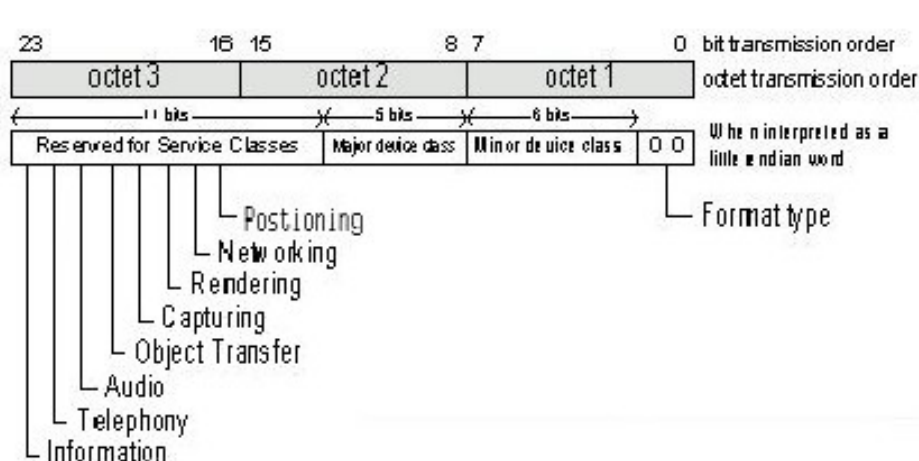 23 16 15 8 7 0 bit transmission order
octet 3 octet 2 octet 1 octet transmission order
11 bits 5 bits 6 bits
Reserved for Service Classes Major device class Minor device class 0 0 When interpreted as a
little endian word
Postioning Format type
Networking
Rendering
Capturing
Object Transfer
Audio
Telephony
Information